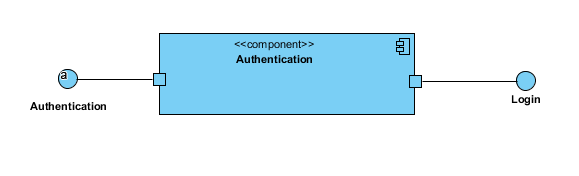 <<component>>
Authentication
a
Authentication
Login